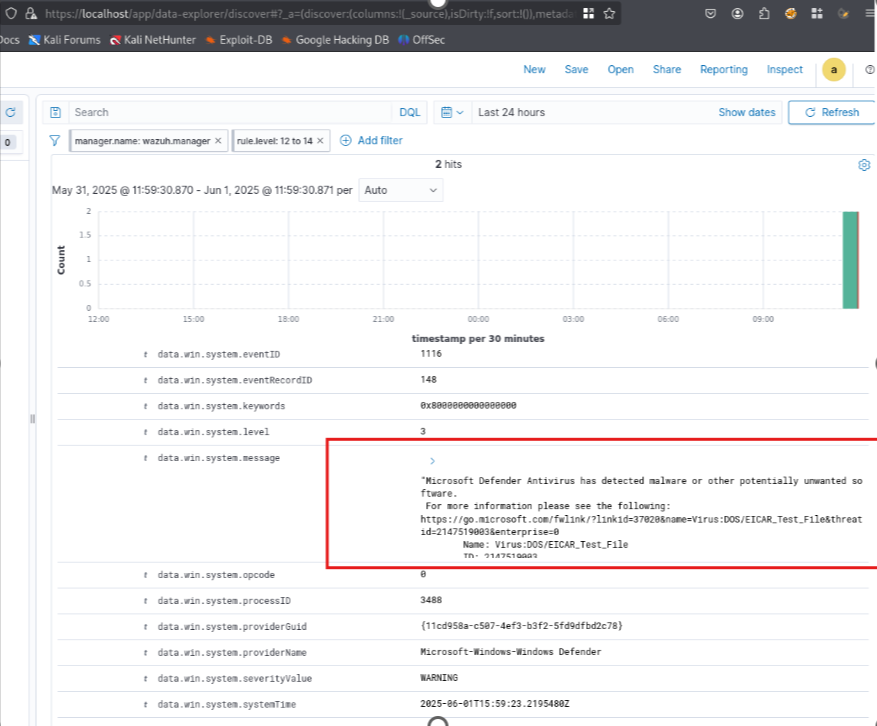 https://localhost/app/data-explorer/discover#?_a=(discover:(columns:!(_source),isDirty:!f,sort:!()),metada
Docs Kali Forums Kali NetHunter Exploit-DB Google Hacking DB OffSec
New Save Open Share Reporting Inspect a
Search DQL Last 24 hours Show dates Refresh
0 manager.name: wazuh.manager × rule.level: 12 to 14 × Add filter
2 hits
May 31, 2025 @ 11:59:30.870 - Jun 1, 2025 @ 11:59:30.871 per Auto
2
1.5
1
0.5
0
Count
12:00 15:00 18:00 21:00 00:00 03:00 06:00 09:00
timestamp per 30 minutes
t data.win.system.eventID 1116
t data.win.system.eventRecordID 148
t data.win.system.keywords 0x8000000000000000
t data.win.system.level 3
t data.win.system.message
"Microsoft Defender Antivirus has detected malware or other potentially unwanted so
ftware.
For more information please see the following:
https://go.microsoft.com/fwlink/?linkid=37020&name=Virus:DOS/EICAR_Test_File&threat
id=2147519003&enterprise=0
Name: Virus:DOS/EICAR_Test_File
ID: 2147519003
t data.win.system.opcode 0
t data.win.system.processID 3488
t data.win.system.providerGuid {11cd958a-c507-4ef3-b3f2-5fd9dfbd2c78}
t data.win.system.providerName Microsoft-Windows-Windows Defender
t data.win.system.severityValue WARNING
t data.win.system.systemTime 2025-06-01T15:59:23.2195480Z